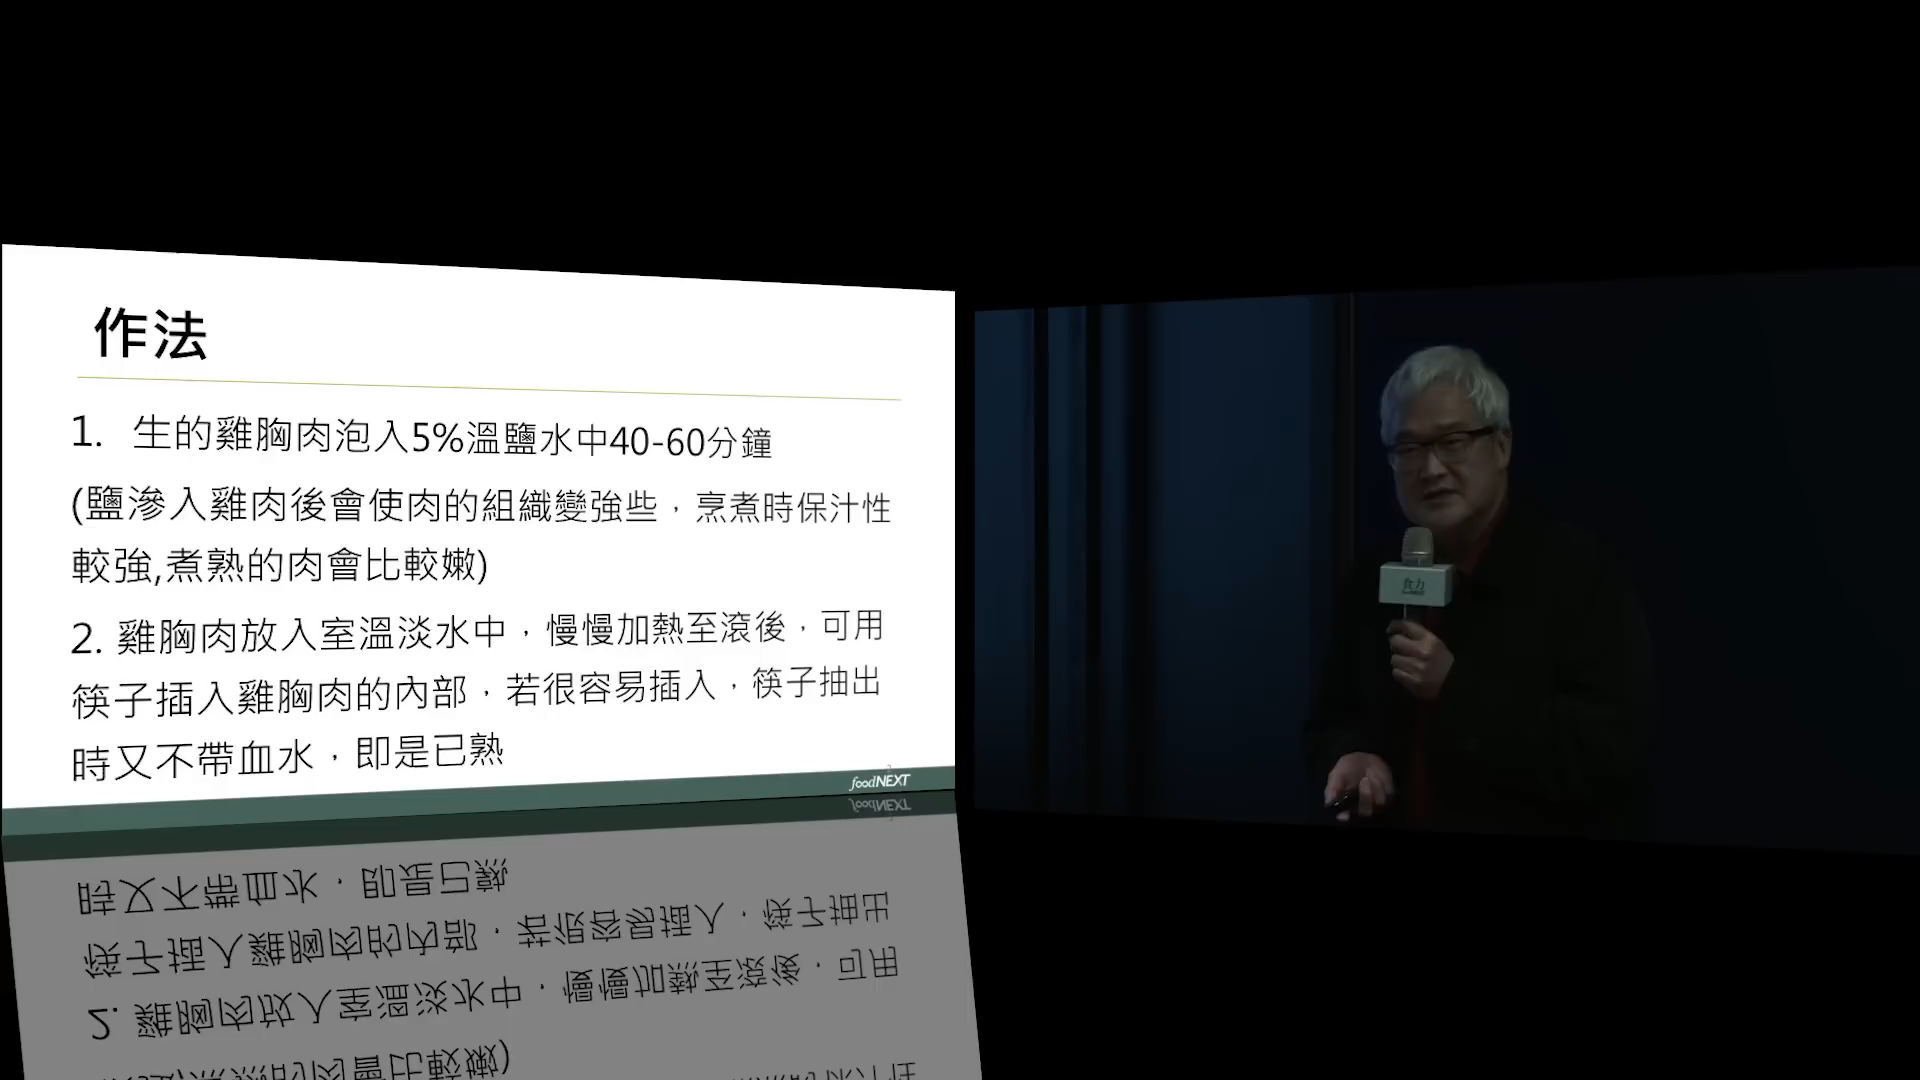 作法
1. 生的雞胸肉泡入5%溫鹽水中40-60分鐘
(鹽滲入雞肉後會使肉的組織變強些，烹煮時保汁性
較強,煮熟的肉會比較嫩)
2. 雞胸肉放入室溫淡水中，慢慢加熱至滾後，可用
筷子插入雞胸肉的內部，若很容易插入，筷子抽出
時又不帶血水，即是已熟
foodNEXT
食力